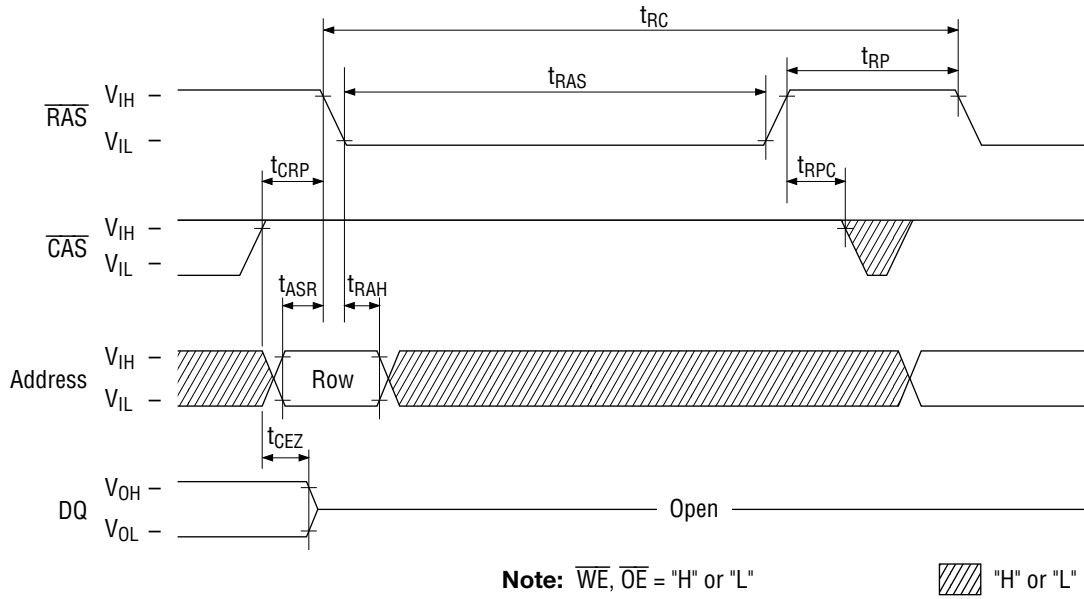 tRC
tRP
tRAS
RAS
VIH
VIL
tCRP
tRPC
CAS
VIH
VIL
tASR
tRAH
Address
VIH
VIL
Row
tCEZ
DQ
VOH
VOL
Open
Note: WE, OE = "H" or "L"
"H" or "L"